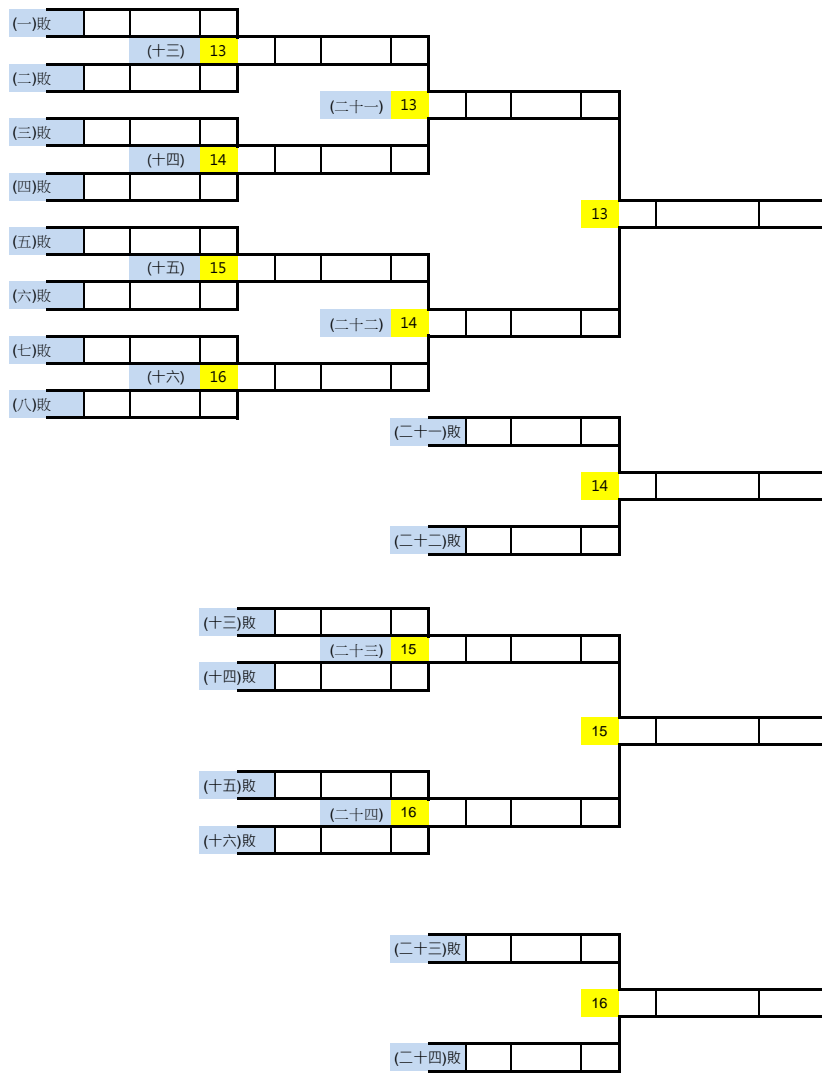 (一)敗
(十三) 13
(二)敗
(二十一) 13
(三)敗
(十四) 14
(四)敗
13
(五)敗
(十五) 15
(六)敗
(二十二) 14
(七)敗
(十六) 16
(八)敗
(二十一)敗
14
(二十二)敗
(十三)敗
(二十三) 15
(十四)敗
15
(十五)敗
(二十四) 16
(十六)敗
(二十三)敗
16
(二十四)敗